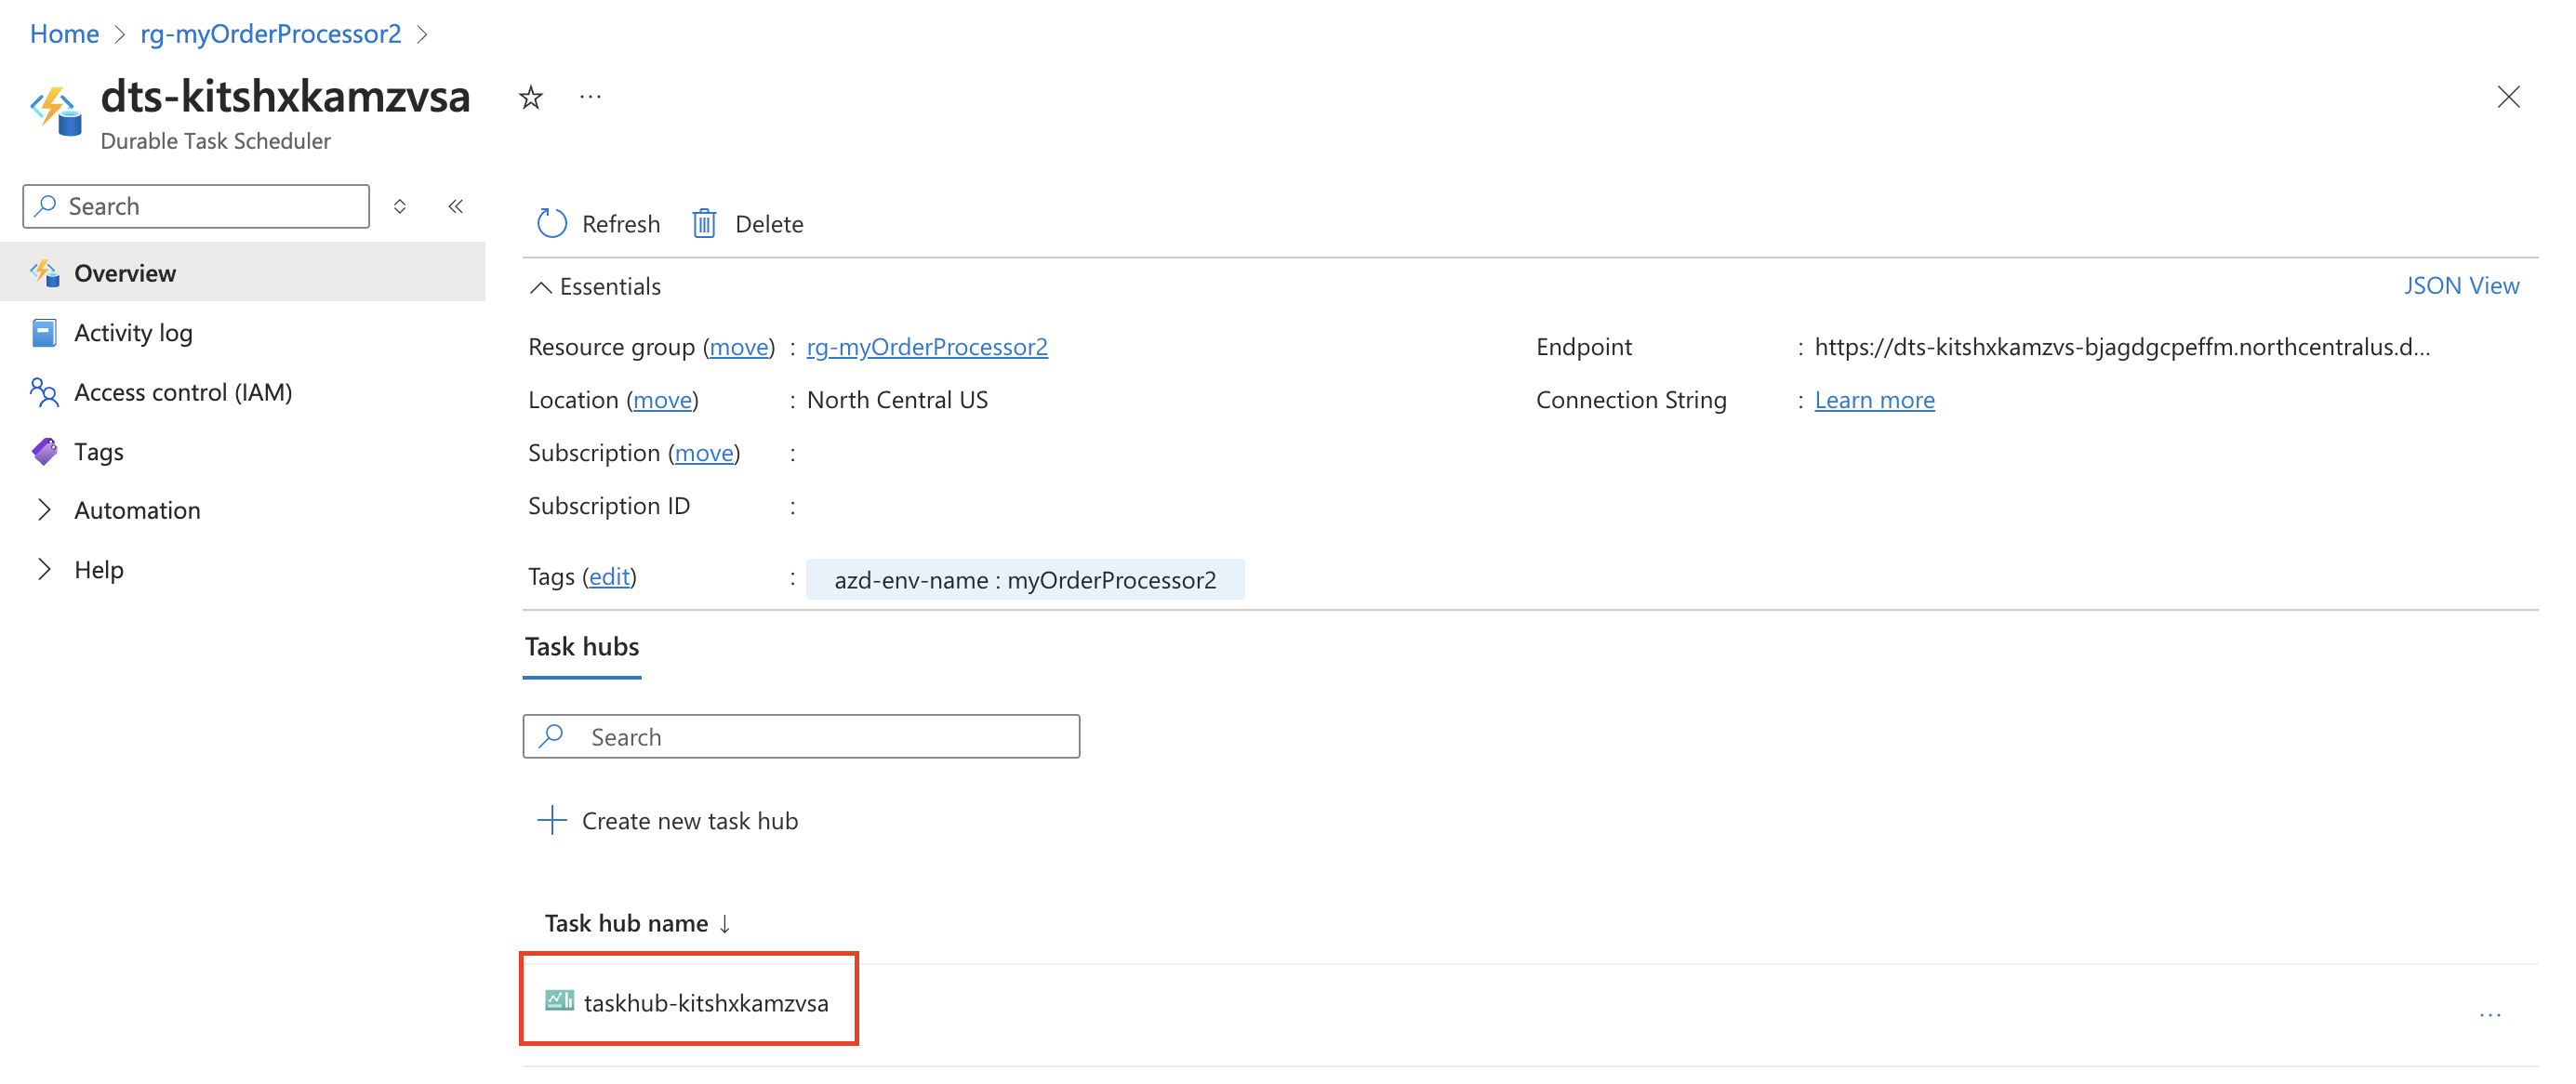 Home > rg-myOrderProcessor2 >
dts-kitshxkamzvsa ...
Durable Task Scheduler
Search
Overview
Activity log
Access control (IAM)
Tags
Automation
Help
Refresh Delete
Essentials JSON View
Resource group (move) : rg-myOrderProcessor2
Location (move) : North Central US
Subscription (move) :
Subscription ID :
Tags (edit) : azd-env-name : myOrderProcessor2
Endpoint : https://dts-kitshxkamzvs-bjagdgcpeffm.northcentralus.d...
Connection String : Learn more
Task hubs
Search
Create new task hub
Task hub name ↓
taskhub-kitshxkamzvsa ...